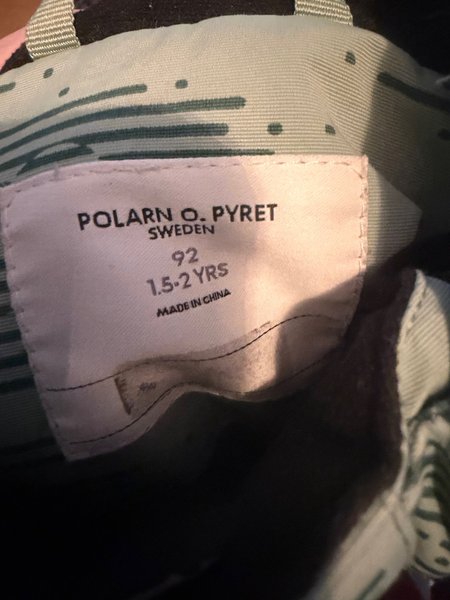 POLARN O. PYRET
SWEDEN
92
1.5-2 YRS
MADE IN CHINA